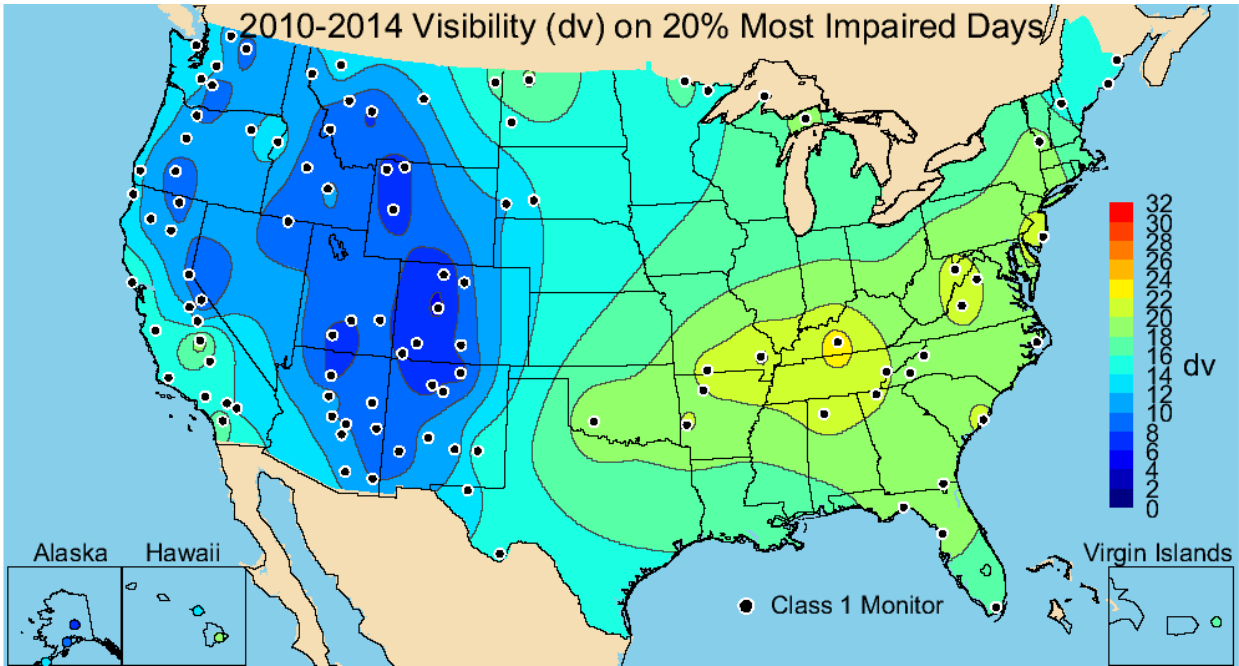 2010-2014 Visibility (dv) on 20% Most Impaired Days
32
30
28
26
24
22
20
18
16
14
12
10
8
6
4
2
0
dv
Alaska
Hawaii
Virgin Islands
Class 1 Monitor